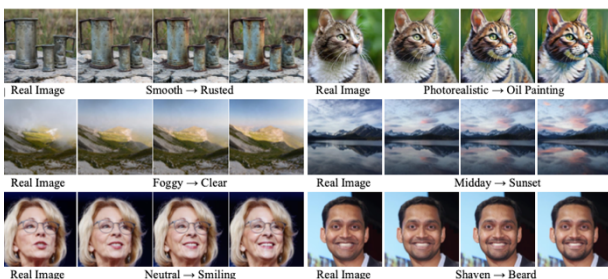 Real Image Smooth → Rusted Real Image Photorealistic → Oil Painting
Real Image Foggy → Clear Real Image Midday → Sunset
Real Image Neutral → Smiling Real Image Shaven → Beard